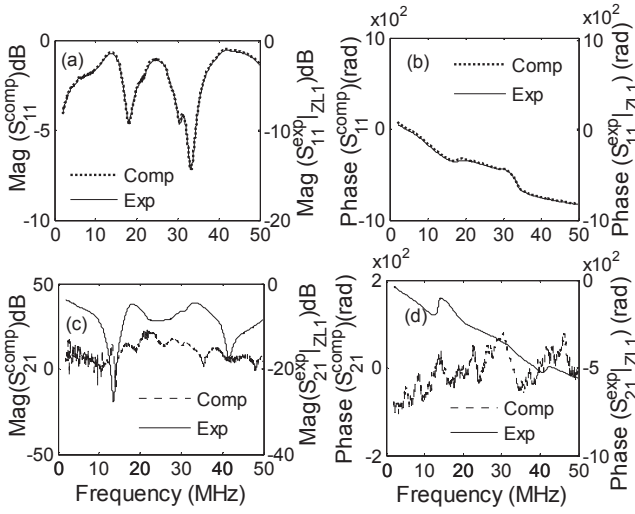 x10² x10²
0 (a) 0 10 (b) 10
Mag (S₁₁ᶜᵒᵐᵖ)dB
-5 -10
Mag (S₁₁ᵉˣᵖ|ZL1)dB
Comp
Exp
-10 -20
0 10 20 30 40 50
Phase (S₁₁ᶜᵒᵐᵖ)(rad)
Comp
Exp
0 0
Phase (S₁₁ᵉˣᵖ|ZL1) (rad)
-10 -10
0 10 20 30 40 50
x10² x10²
50 (c) 0 2 (d) 0
Mag(S₂₁ᶜᵒᵐᵖ)dB
0 -20
Mag(S₂₁ᵉˣᵖ|ZL1)dB
Comp
Exp
-50 -40
0 10 20 30 40 50
Frequency (MHz)
Phase (S₂₁ᶜᵒᵐᵖ)(rad)
0 -5
Phase (S₂₁ᵉˣᵖ|ZL1)(rad)
Comp
Exp
-2 -10
0 10 20 30 40 50
Frequency (MHz)